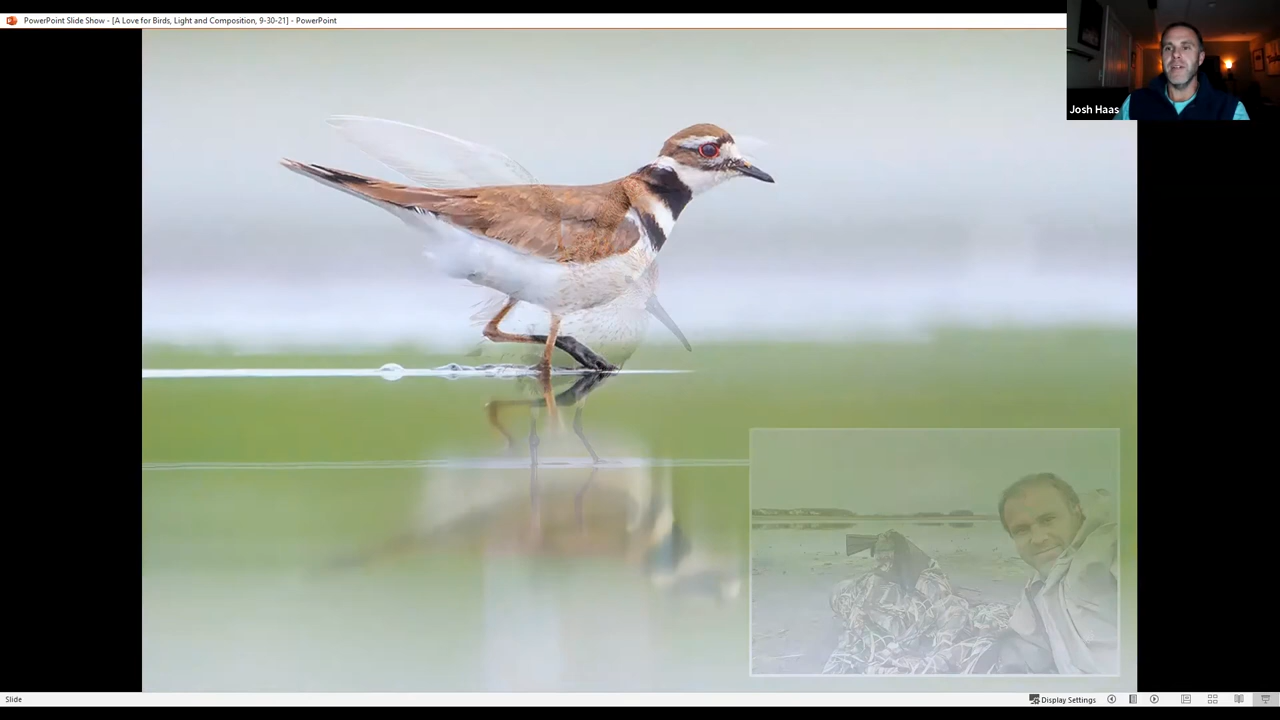 PowerPoint Slide Show - [A Love for Birds, Light and Composition, 9-30-21] - PowerPoint
Josh Haas
Slide
Display Settings